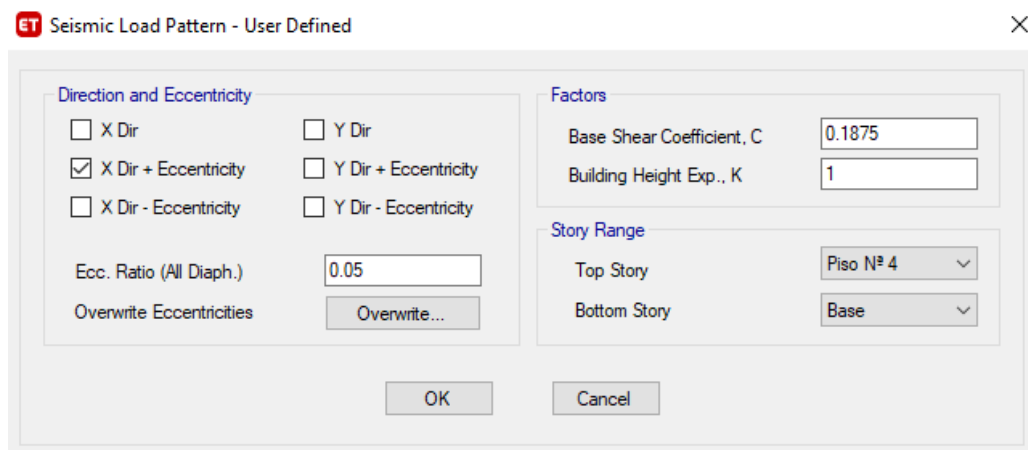 ET Seismic Load Pattern - User Defined
Direction and Eccentricity
X Dir
Y Dir
X Dir + Eccentricity
Y Dir + Eccentricity
X Dir - Eccentricity
Y Dir - Eccentricity
Ecc. Ratio (All Diaph.)
0.05
Overwrite Eccentricities
Overwrite...
Factors
Base Shear Coefficient, C
0.1875
Building Height Exp., K
1
Story Range
Top Story
Piso Nª 4
Bottom Story
Base
OK
Cancel